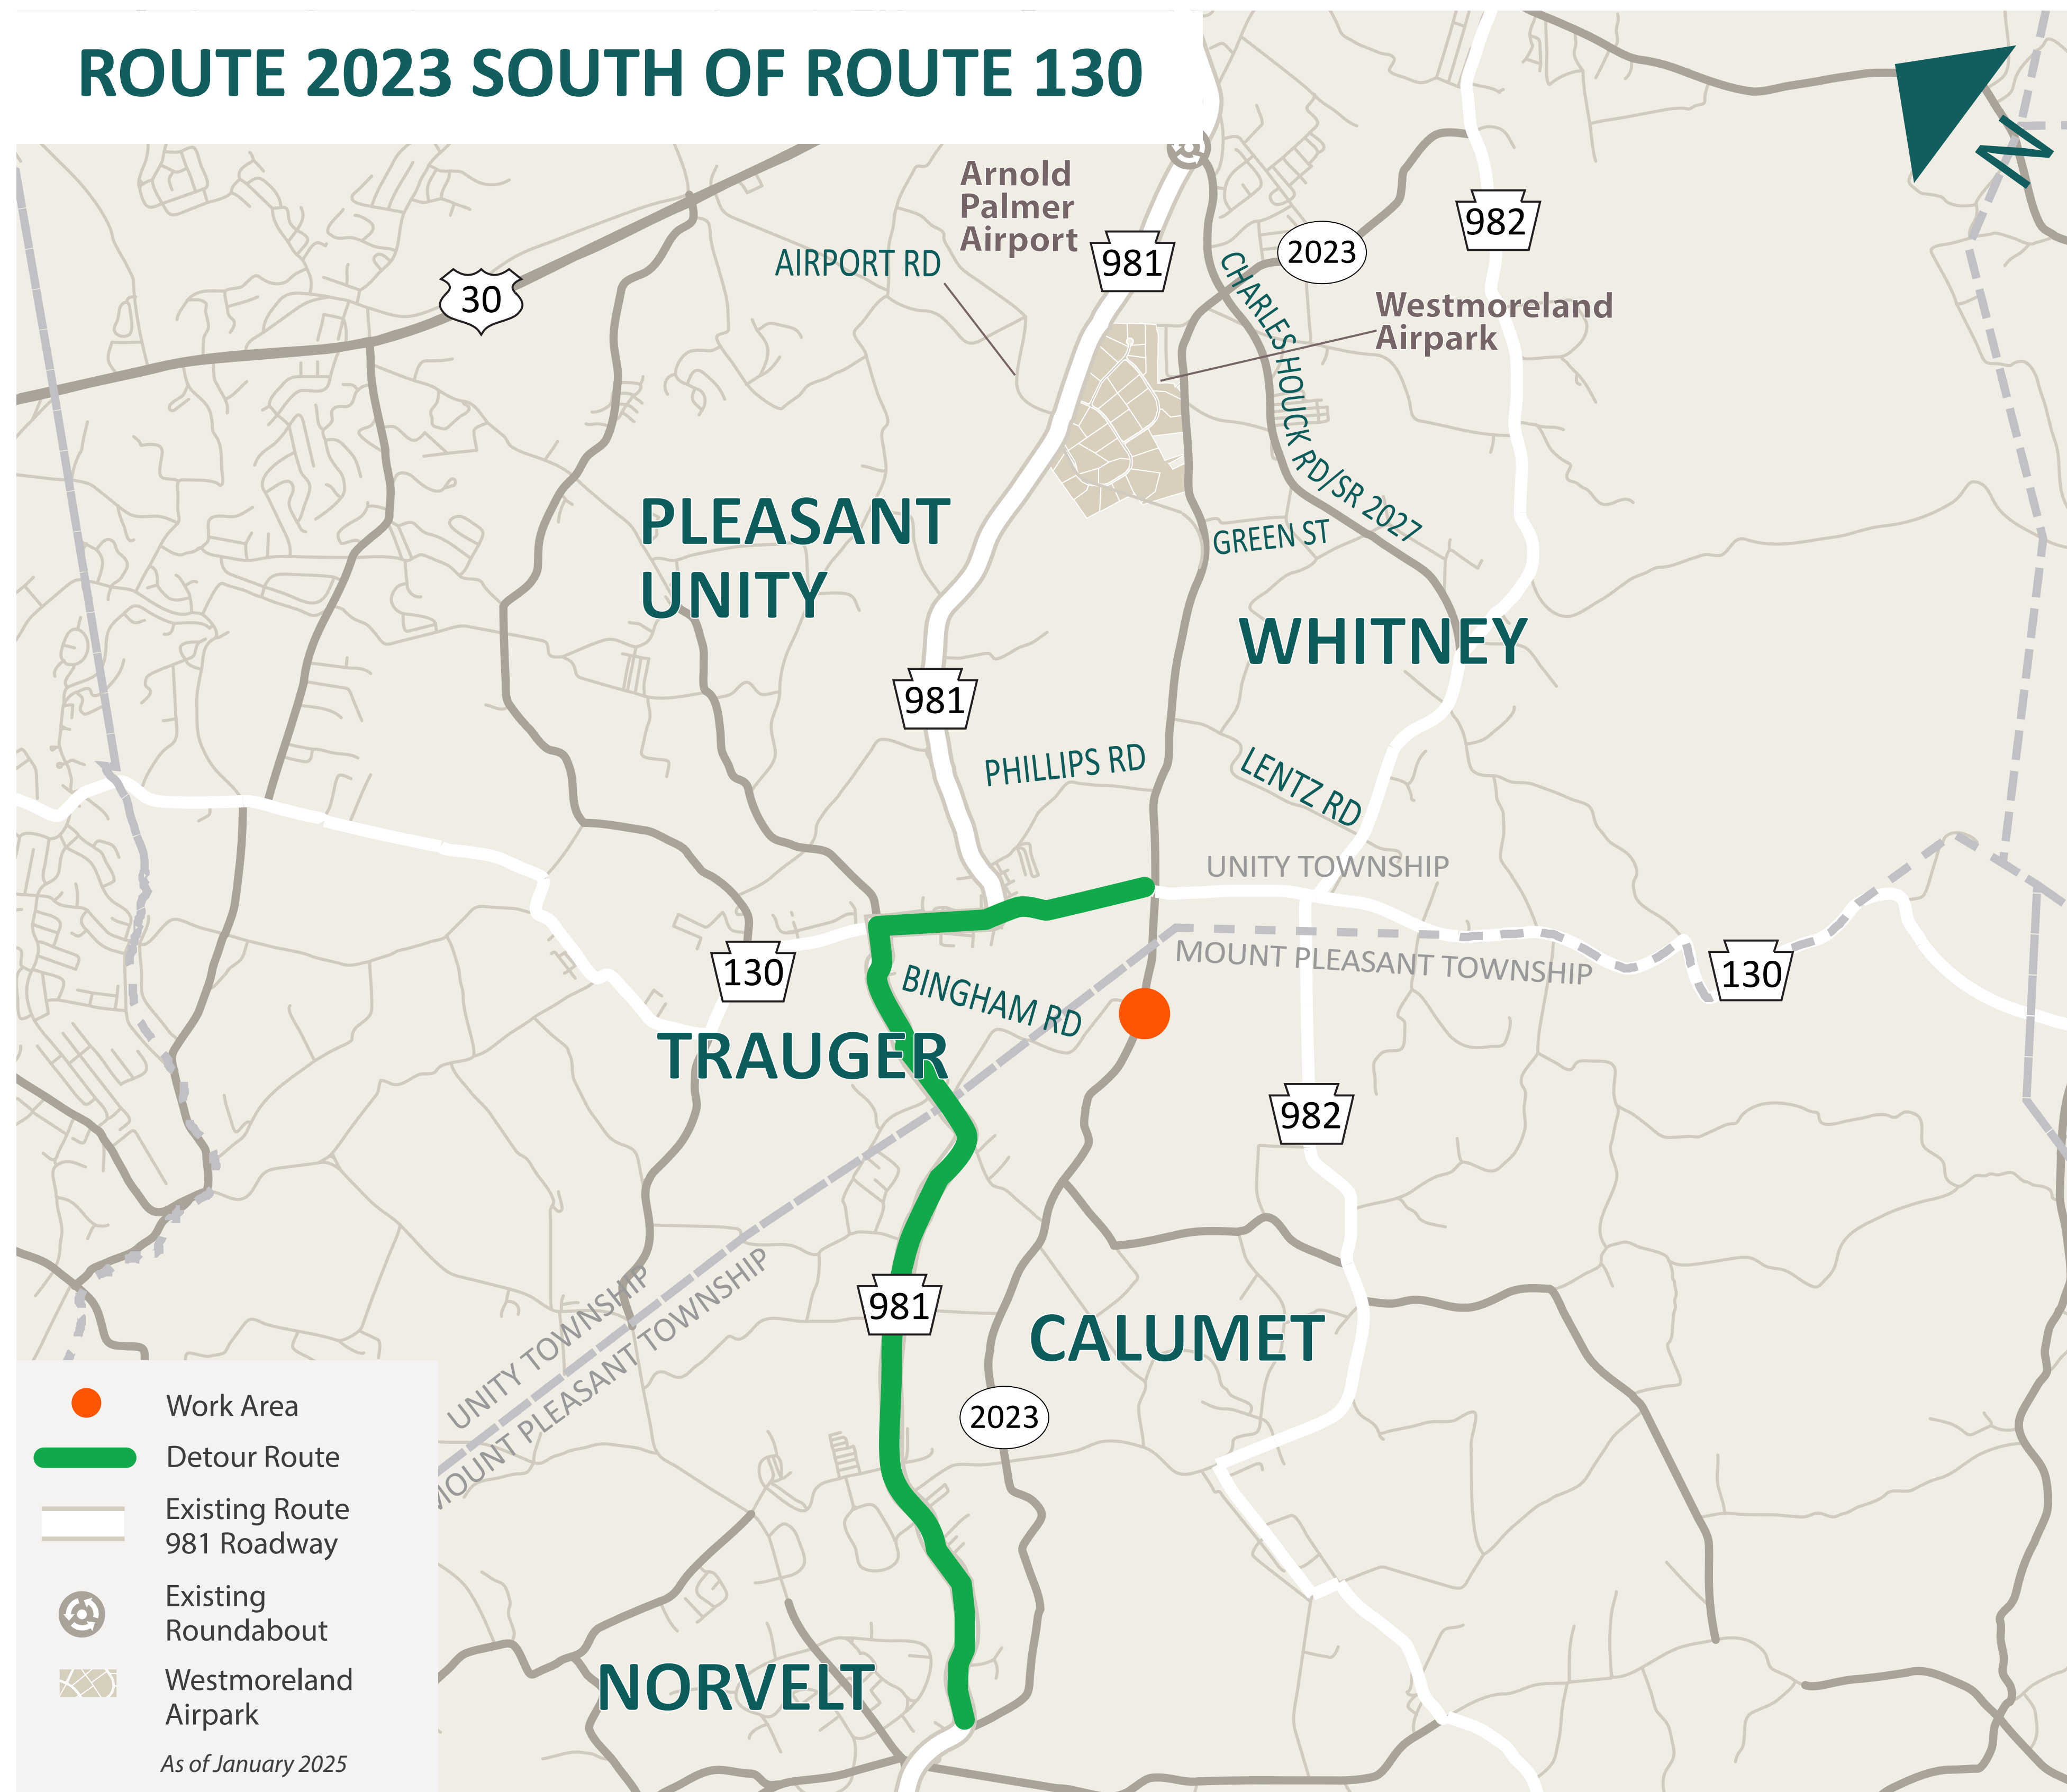 ROUTE 2023 SOUTH OF ROUTE 130
N
Arnold
Palmer
Airport
AIRPORT RD
981
2023
982
30
CHARLES HOUCK RD/SR 2027
Westmoreland
Airpark
PLEASANT
UNITY
GREEN ST
WHITNEY
981
PHILLIPS RD
LENTZ RD
UNITY TOWNSHIP
MOUNT PLEASANT TOWNSHIP
130
BINGHAM RD
130
TRAUGER
982
UNITY TOWNSHIP
MOUNT PLEASANT TOWNSHIP
981
CALUMET
2023
NORVELT
Work Area
Detour Route
Existing Route
981 Roadway
Existing
Roundabout
Westmoreland
Airpark
As of January 2025